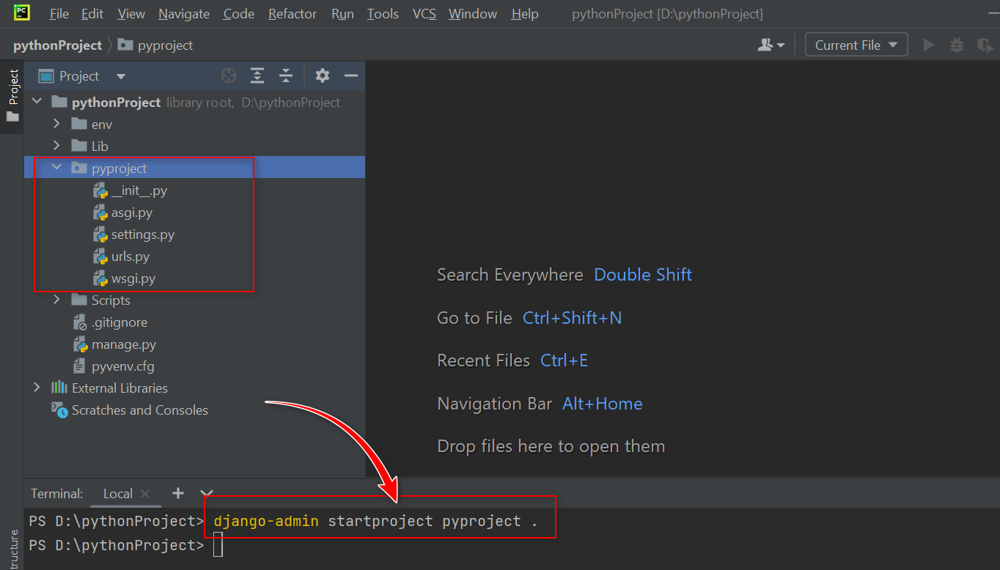 PC
File Edit View Navigate Code Refactor Run Tools VCS Window Help pythonProject [D:\pythonProject]
pythonProject pyproject
Current File
Project
Project
pythonProject library root, D:\pythonProject
env
Lib
pyproject
__init__.py
asgi.py
settings.py
urls.py
wsgi.py
Scripts
.gitignore
manage.py
pyvenv.cfg
External Libraries
Scratches and Consoles
Search Everywhere Double Shift
Go to File Ctrl+Shift+N
Recent Files Ctrl+E
Navigation Bar Alt+Home
Drop files here to open them
Terminal: Local
PS D:\pythonProject> django-admin startproject pyproject .
PS D:\pythonProject>
ructure